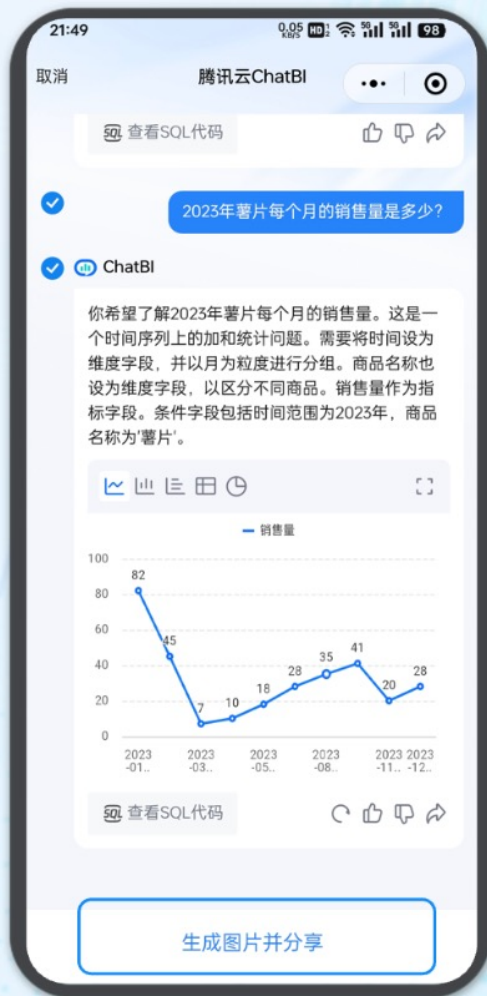 21:49
0.05 KB/S HD 5G 5G 98
取消
腾讯云ChatBI
SQL 查看SQL代码
2023年薯片每个月的销售量是多少?
ChatBI
你希望了解2023年薯片每个月的销售量。这是一
个时间序列上的加和统计问题。需要将时间设为
维度字段，并以月为粒度进行分组。商品名称也
设为维度字段，以区分不同商品。销售量作为指
标字段。条件字段包括时间范围为2023年，商品
名称为'薯片'。
销售量
100
80
60
40
20
0
82
45
7
10
18
28
35
41
20
28
2023 2023 2023 2023 2023 2023
-01.. -03.. -05.. -08.. -11.. -12..
SQL 查看SQL代码
生成图片并分享